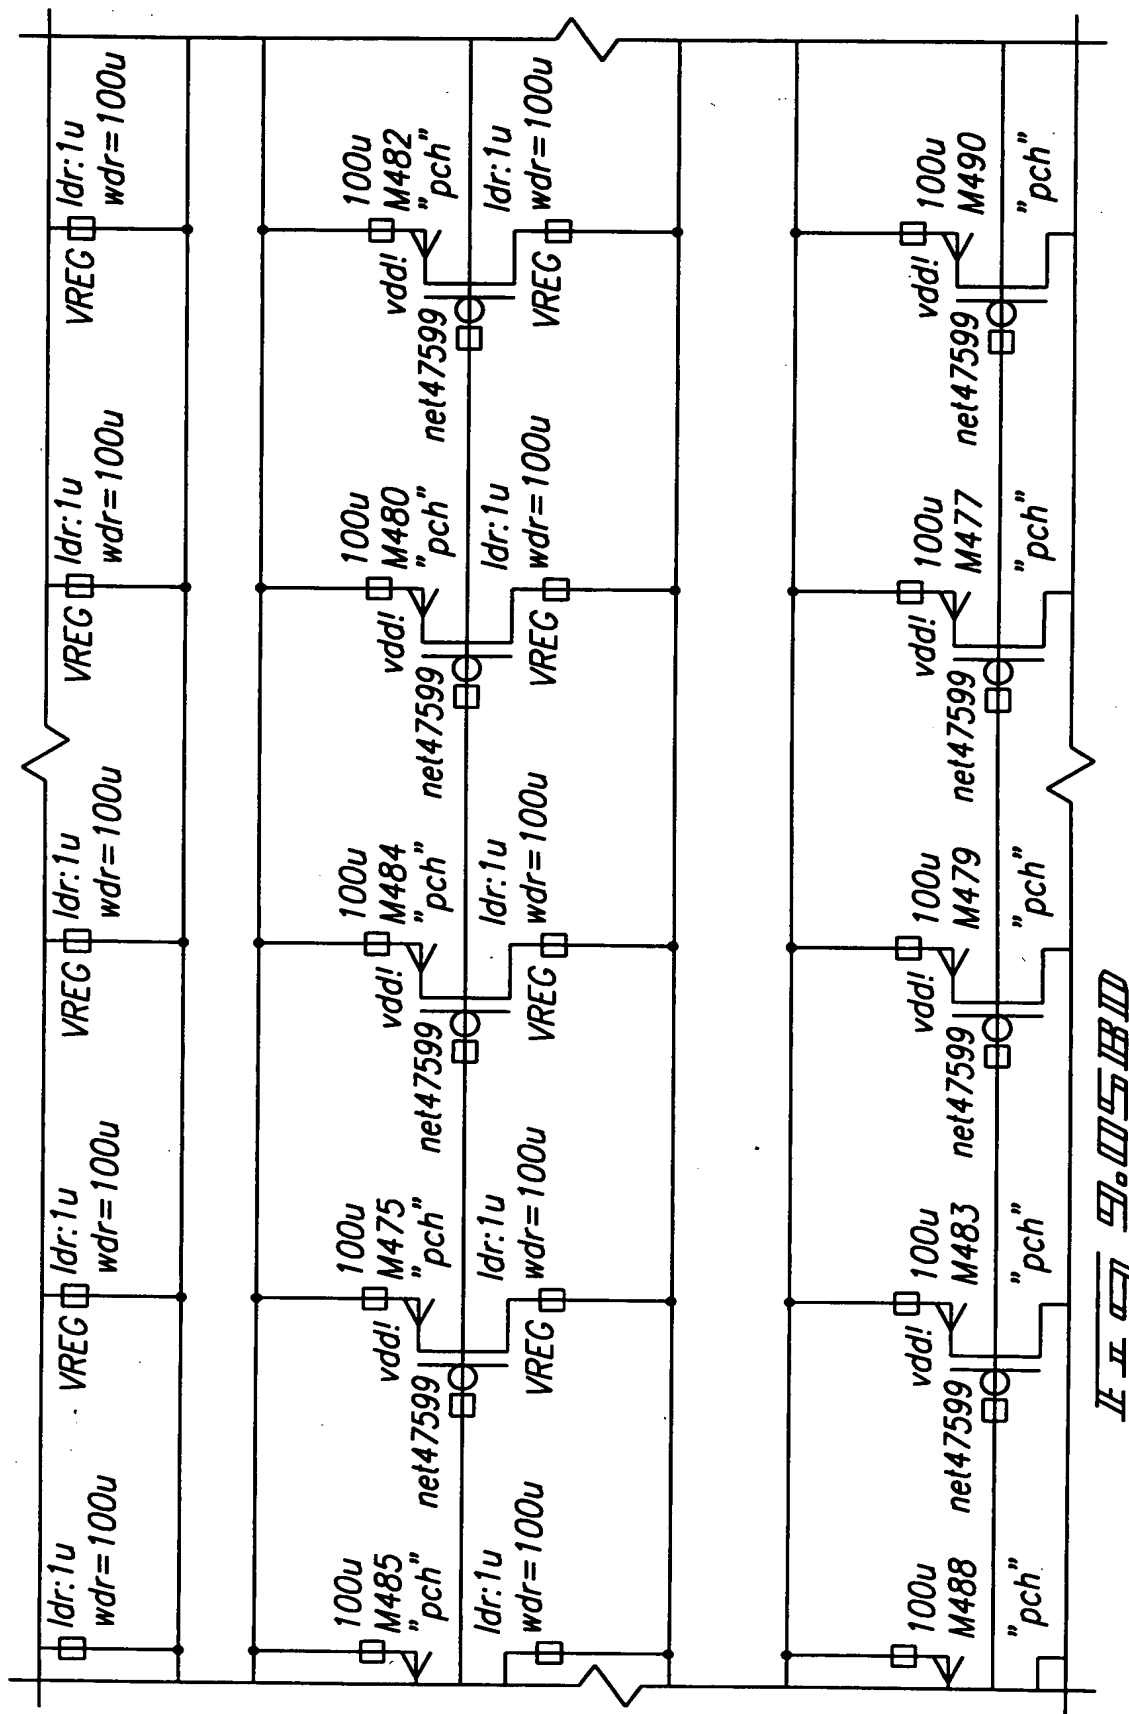 ldr:1u
wdr=100u
VREG
ldr:1u
wdr=100u
VREG
ldr:1u
wdr=100u
VREG
ldr:1u
wdr=100u
VREG
ldr:1u
wdr=100u
100u
M485
"pch"
ldr:1u
wdr=100u
100u
M475
vdd!
"pch"
net47599
ldr:1u
wdr=100u
VREG
100u
M484
vdd!
"pch"
net47599
ldr:1u
wdr=100u
VREG
100u
M480
vdd!
"pch"
net47599
ldr:1u
wdr=100u
VREG
100u
M482
vdd!
"pch"
net47599
ldr:1u
wdr=100u
VREG
100u
M488
"pch"
100u
M483
vdd!
net47599
"pch"
100u
M479
vdd!
net47599
"pch"
100u
M477
vdd!
net47599
"pch"
100u
M490
vdd!
net47599
"pch"
FIG 9.05BD